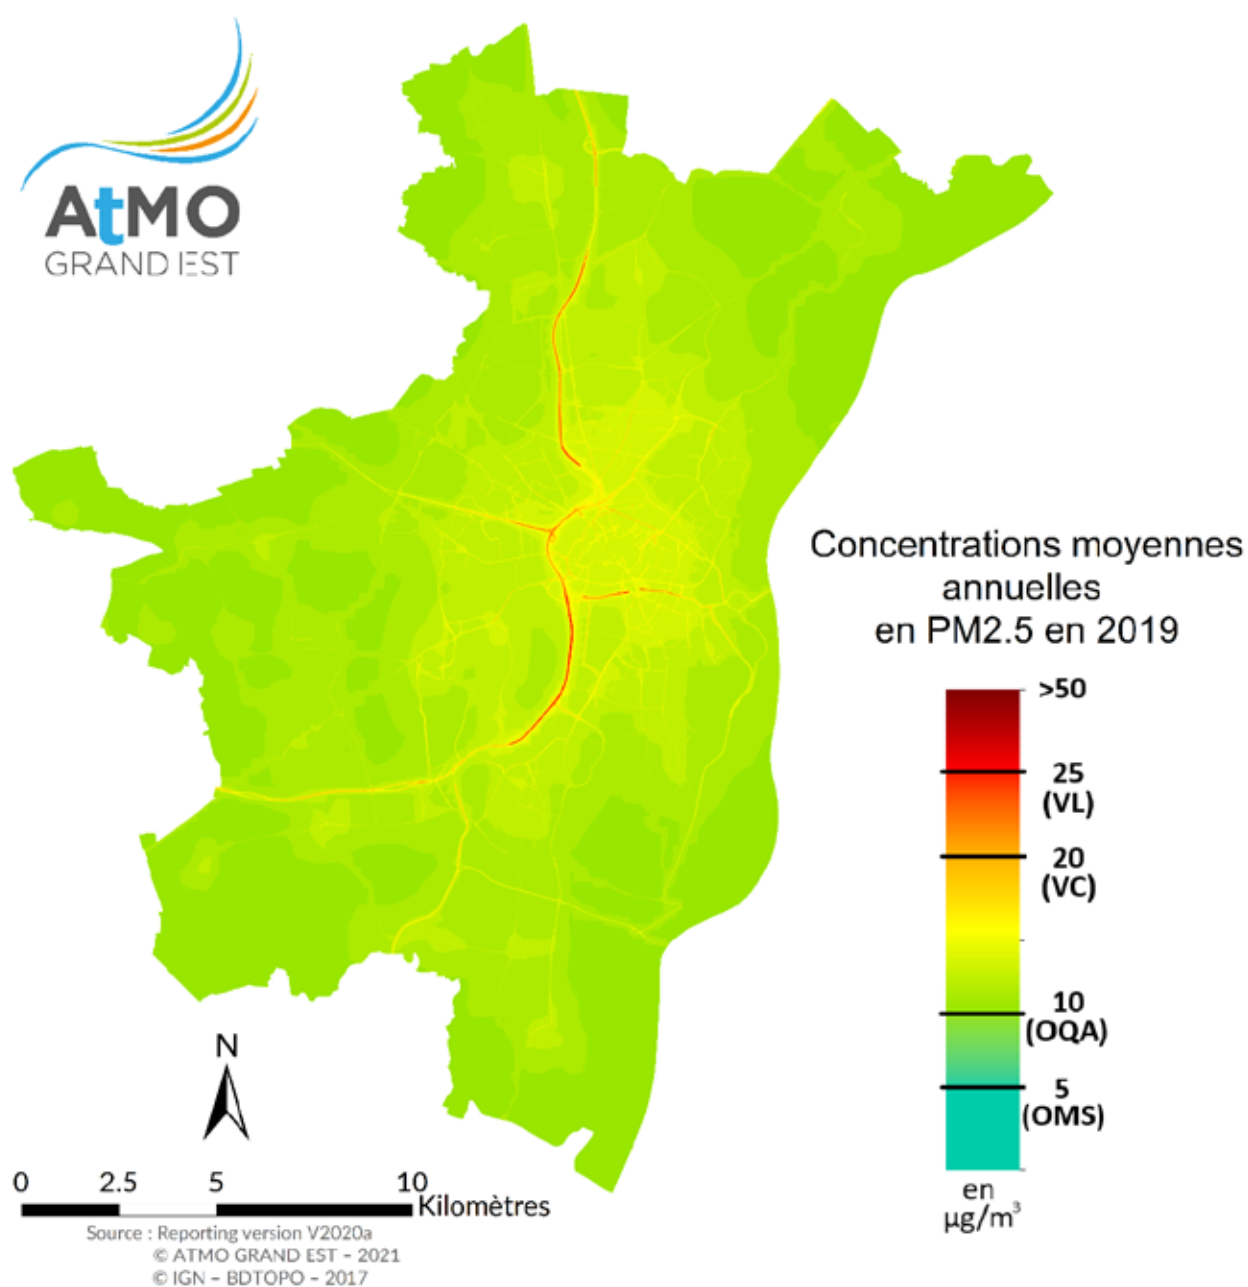 AtMO
GRAND EST
Concentrations moyennes
annuelles
en PM2.5 en 2019
>50
25
(VL)
20
(VC)
10
(OQA)
5
(OMS)
en
µg/m³
N
0 2.5 5 10
Kilomètres
Source : Reporting version V2020a
© ATMO GRAND EST - 2021
© IGN - BDTOPO - 2017